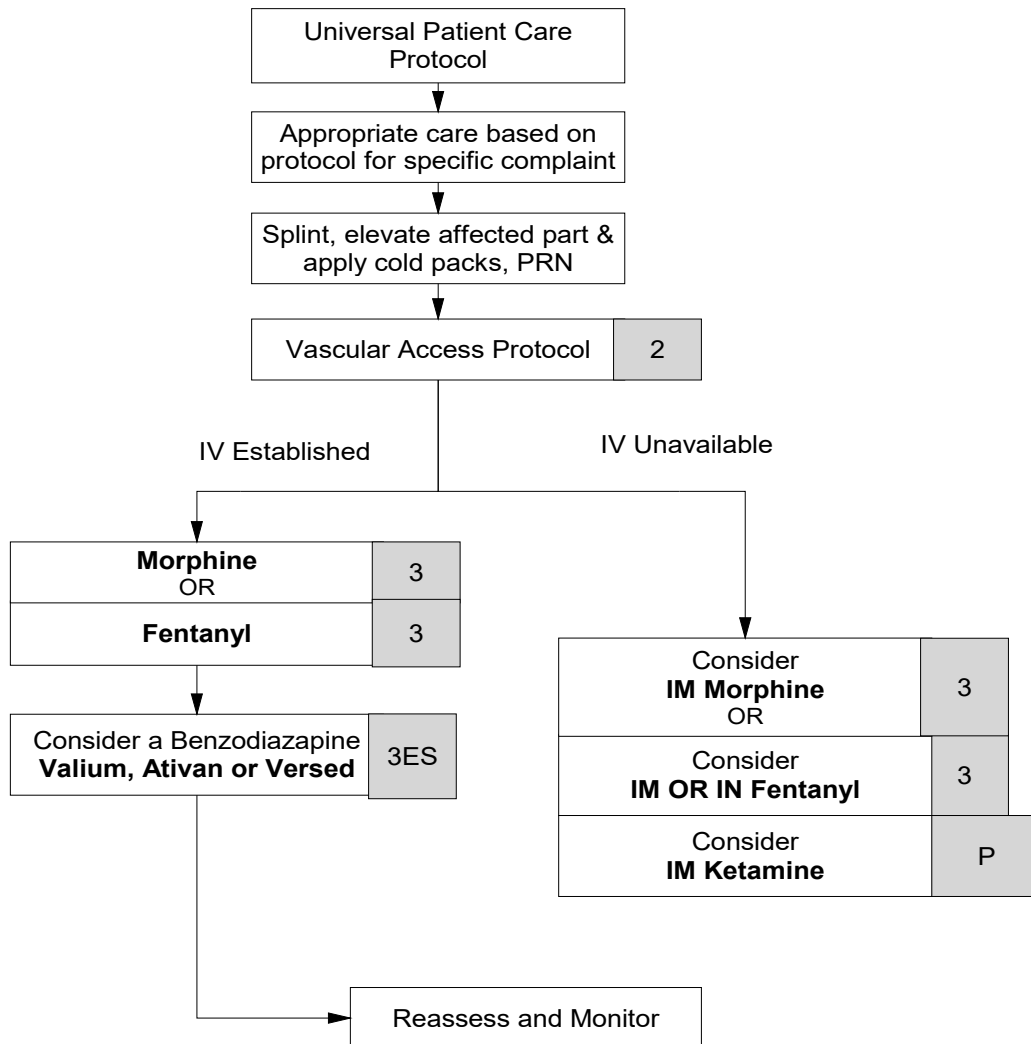 Universal Patient Care
Protocol
Appropriate care based on
protocol for specific complaint
Splint, elevate affected part &
apply cold packs, PRN
Vascular Access Protocol
2
IV Established
IV Unavailable
Morphine
OR
3
Fentanyl
3
Consider a Benzodiazapine
Valium, Ativan or Versed
3ES
Consider
IM Morphine
OR
3
Consider
IM OR IN Fentanyl
3
Consider
IM Ketamine
P
Reassess and Monitor